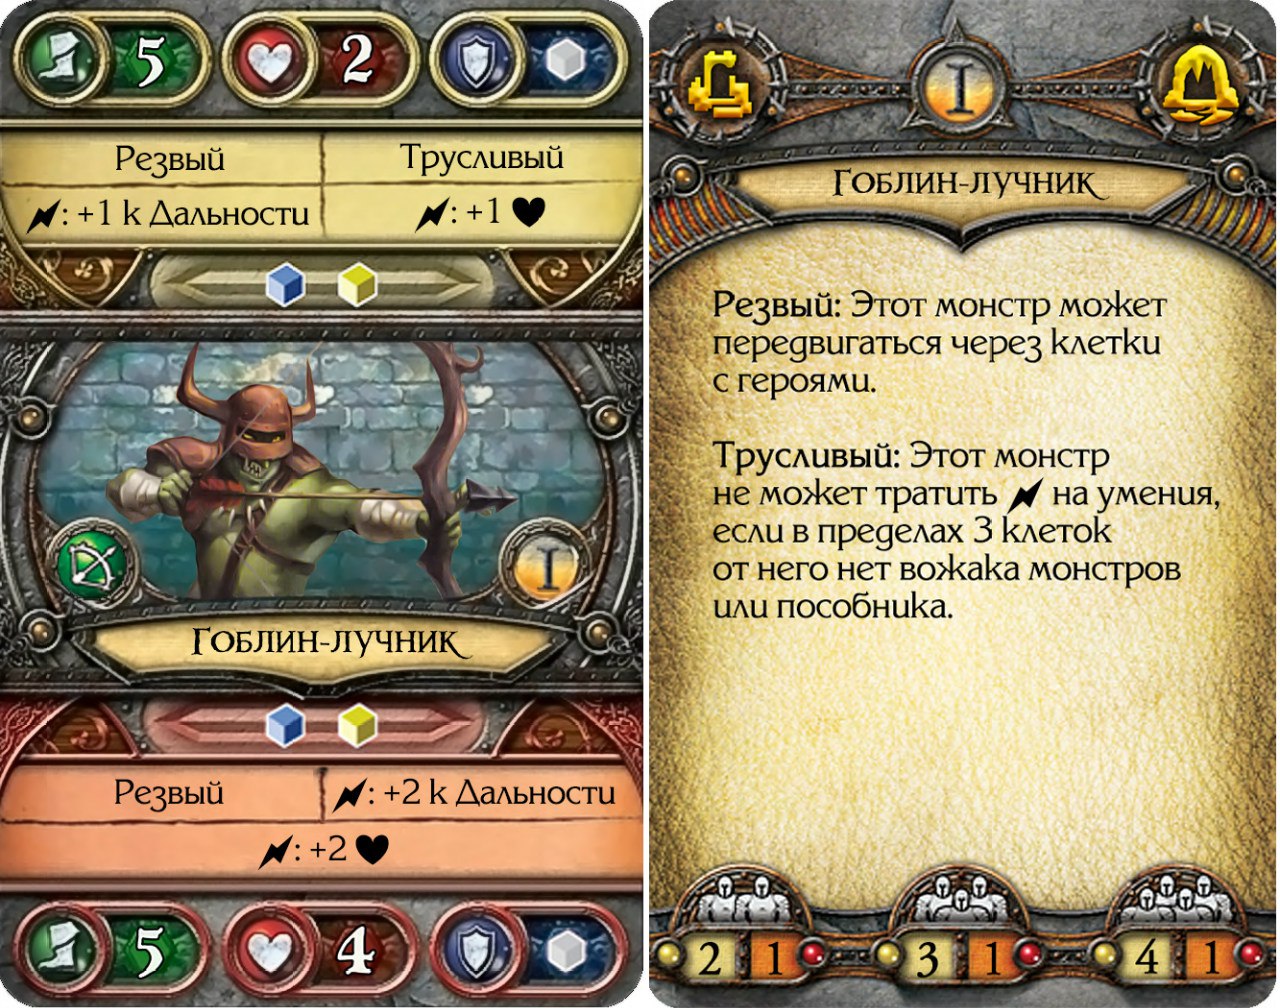 5 2
Резвый Трусливый
: +1 к Дальности : +1
Гоблин-лучник
I
Резвый : +2 к Дальности
: +2
5 4
I
Гоблин-лучник
Резвый: Этот монстр может
передвигаться через клетки
с героями.
Трусливый: Этот монстр
не может тратить на умения,
если в пределах 3 клеток
от него нет вожака монстров
или пособника.
2 1 3 1 4 1